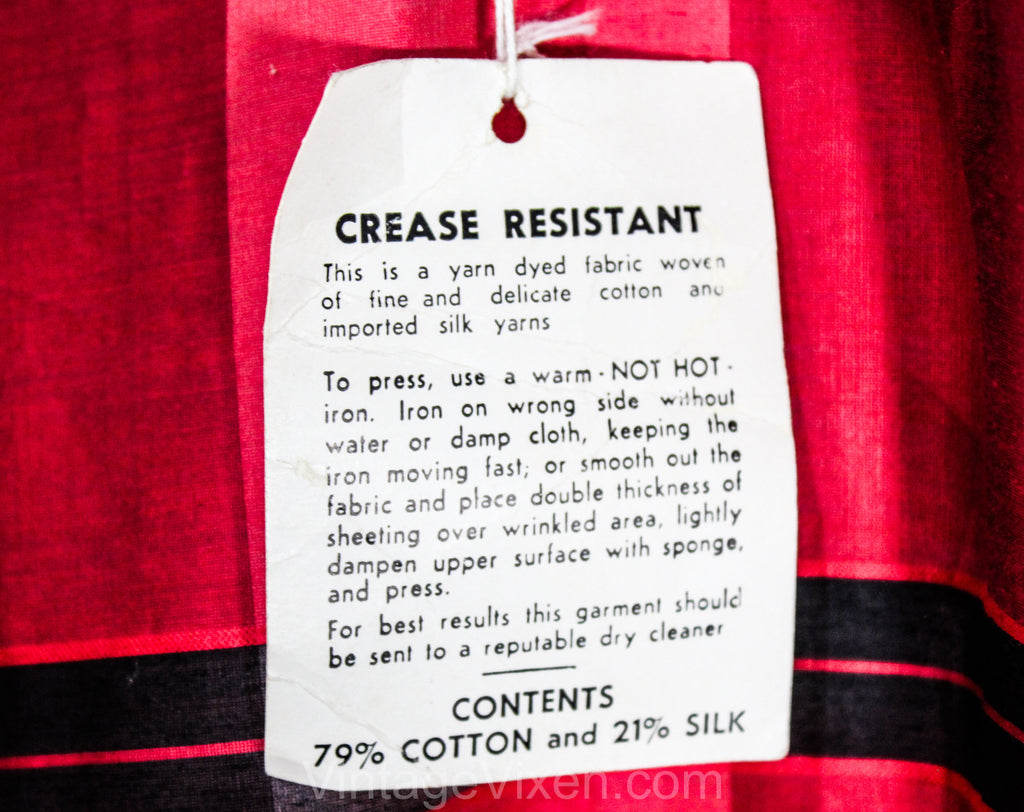 CREASE RESISTANT
This is a yarn dyed fabric woven
of fine and delicate cotton and
imported silk yarns
To press, use a warm - NOT HOT -
iron. Iron on wrong side without
water or damp cloth, keeping the
iron moving fast; or smooth out the
fabric and place double thickness of
sheeting over wrinkled area, lightly
dampen upper surface with sponge,
and press.
For best results this garment should
be sent to a reputable dry cleaner
CONTENTS
79% COTTON and 21% SILK
VintageVixen.com